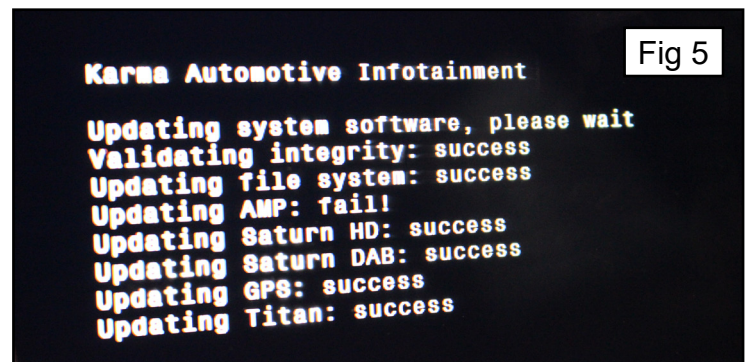 Fig 5
Karma Automotive Infotainment
Updating system software, please wait
Validating integrity: success
Updating file system: success
Updating AMP: fail!
Updating Saturn HD: success
Updating Saturn DAB: success
Updating GPS: success
Updating Titan: success